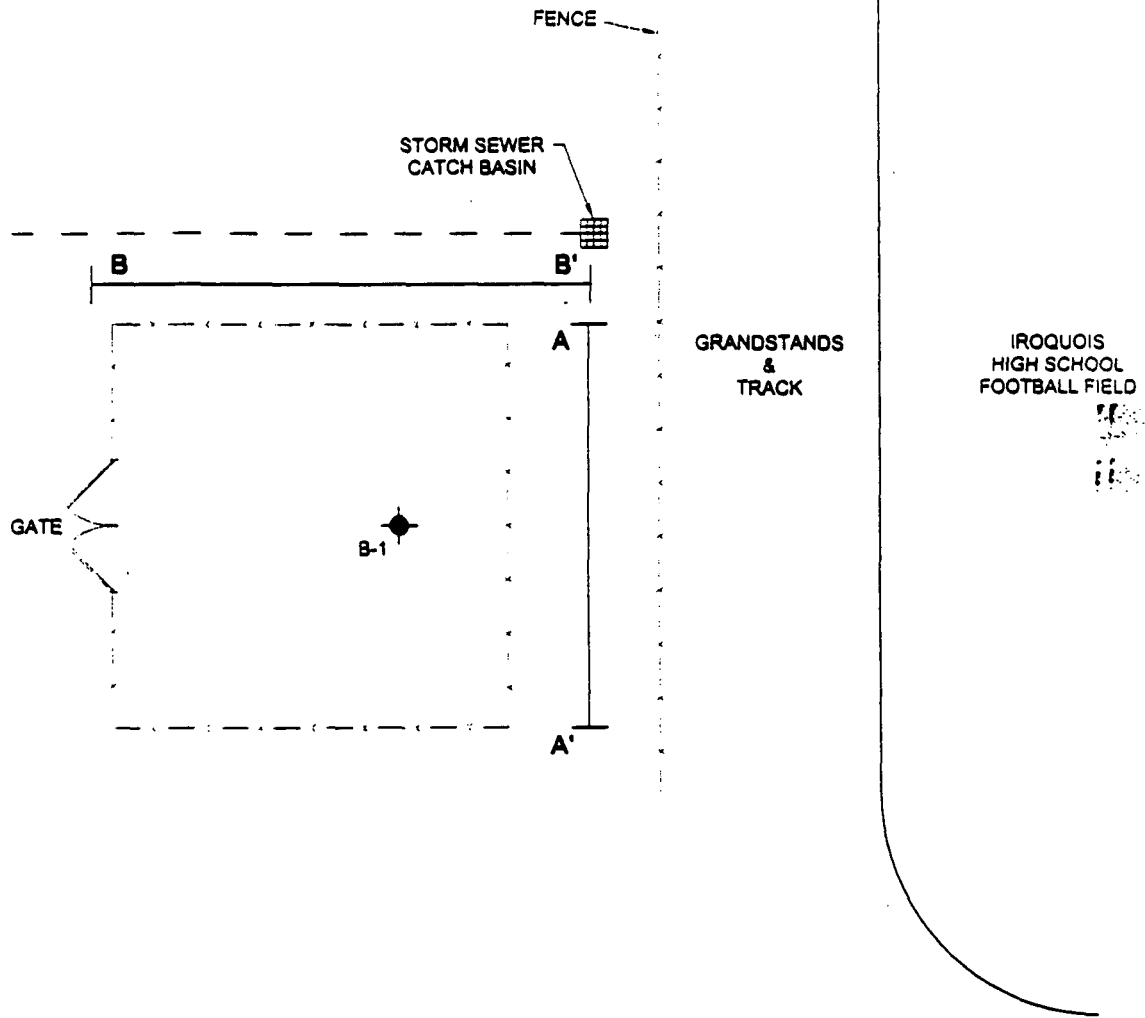 FENCE
STORM SEWER
CATCH BASIN
B
B'
A
GRANDSTANDS
&
TRACK
IROQUOIS
HIGH SCHOOL
FOOTBALL FIELD
GATE
B-1
A'